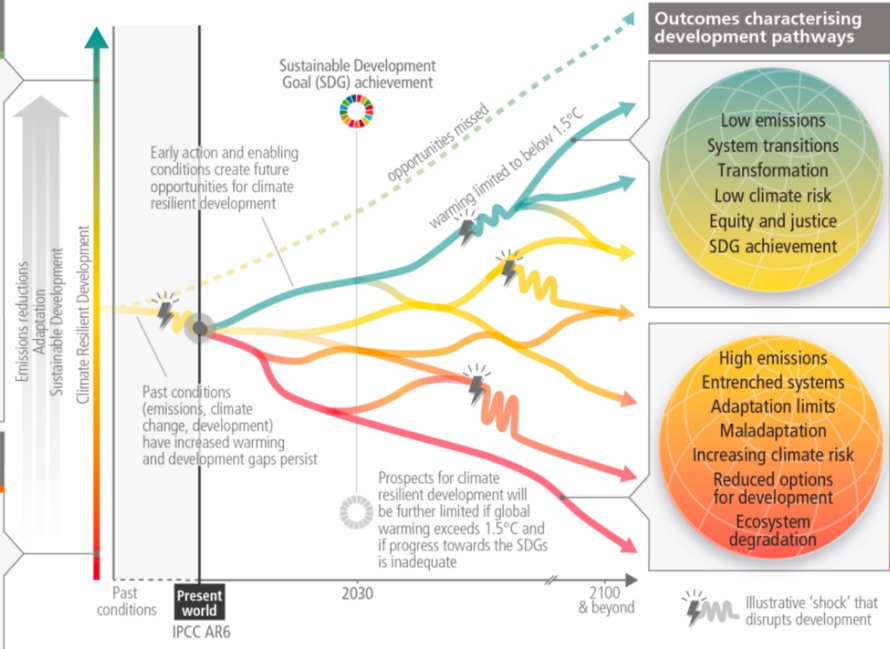 Outcomes characterising
development pathways
Sustainable Development
Goal (SDG) achievement
opportunities missed
warming limited to below 1.5°C
Early action and enabling
conditions create future
opportunities for climate
resilient development
Low emissions
System transitions
Transformation
Low climate risk
Equity and justice
SDG achievement
Emissions reductions
Adaptation
Sustainable Development
Climate Resilient Development
Past conditions
(emissions, climate
change, development)
have increased warming
and development gaps persist
High emissions
Entrenched systems
Adaptation limits
Maladaptation
Increasing climate risk
Reduced options
for development
Ecosystem
degradation
Prospects for climate
resilient development will
be further limited if global
warming exceeds 1.5°C and
if progress towards the SDGs
is inadequate
Past
conditions
Present
world
IPCC AR6
2030
2100
& beyond
Illustrative 'shock' that
disrupts development